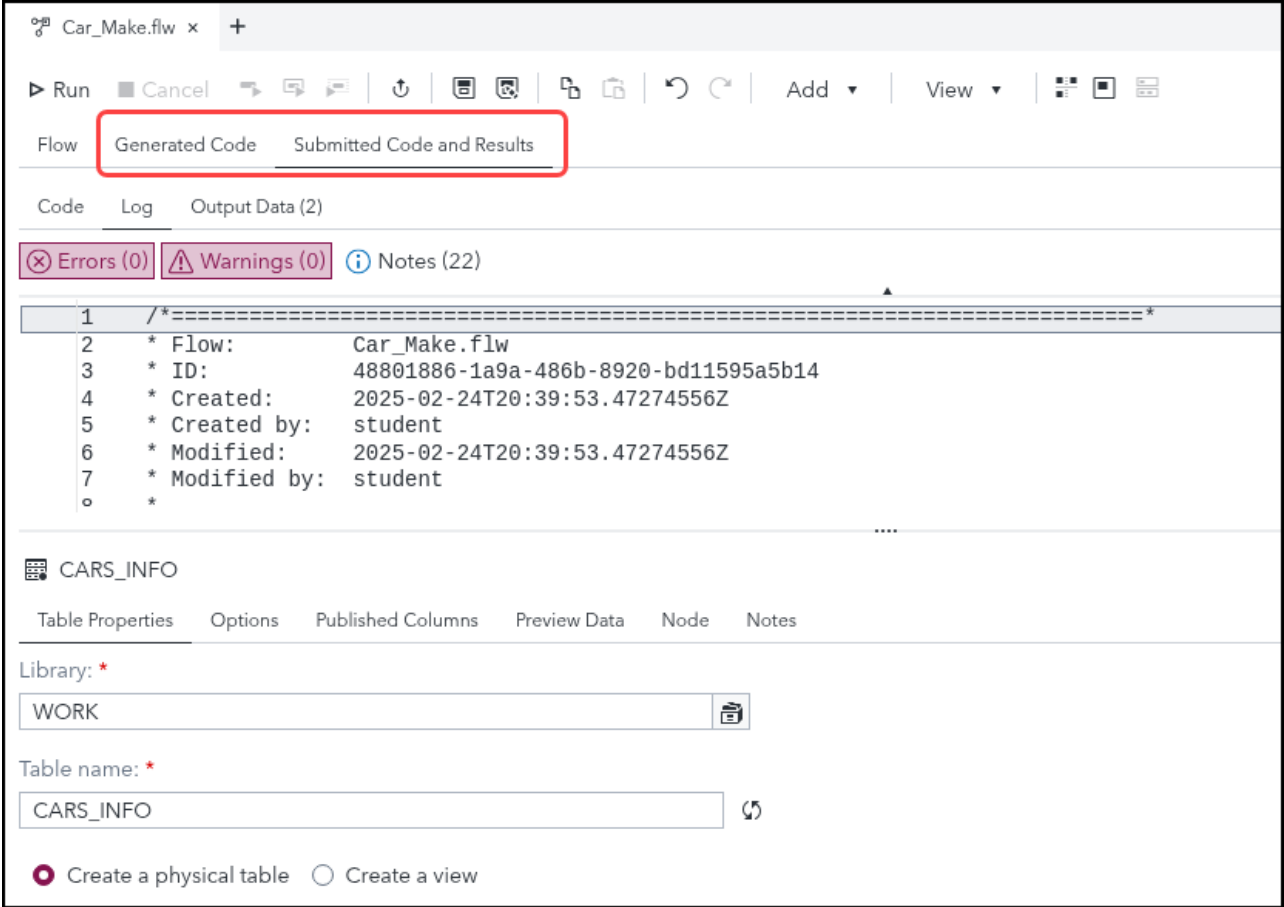 Car_Make.flw × +
Run Cancel Add ▾ View ▾
Flow Generated Code Submitted Code and Results
Code Log Output Data (2)
Errors (0) Warnings (0) Notes (22)
1 /*===========================================================================*
2 * Flow: Car_Make.flw
3 * ID: 48801886-1a9a-486b-8920-bd11595a5b14
4 * Created: 2025-02-24T20:39:53.47274556Z
5 * Created by: student
6 * Modified: 2025-02-24T20:39:53.47274556Z
7 * Modified by: student
*
CARS_INFO
Table Properties Options Published Columns Preview Data Node Notes
Library: *
WORK
Table name: *
CARS_INFO
Create a physical table Create a view